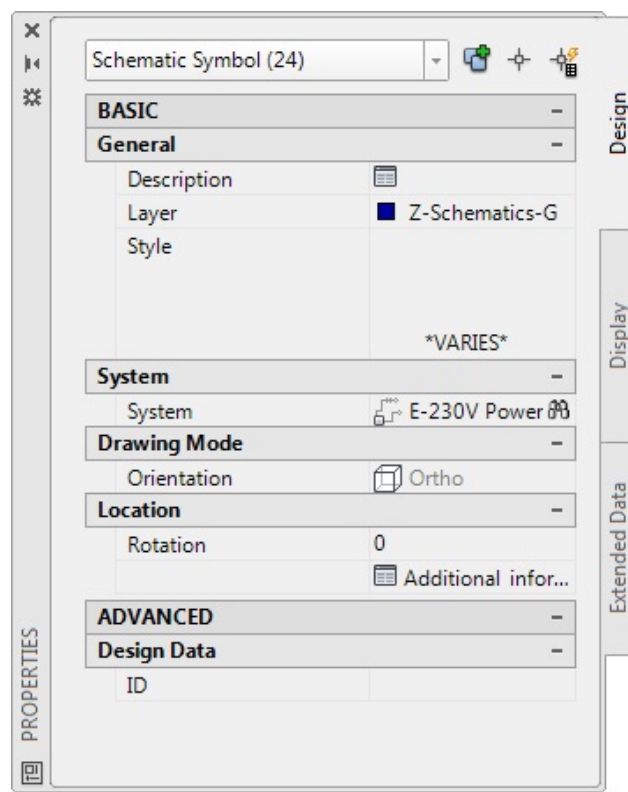 Schematic Symbol (24)
BASIC
General
Description
Layer Z-Schematics-G
Style
*VARIES*
System
System E-230V Power
Drawing Mode
Orientation Ortho
Location
Rotation 0
Additional infor...
ADVANCED
Design Data
ID
Design
Display
Extended Data
PROPERTIES